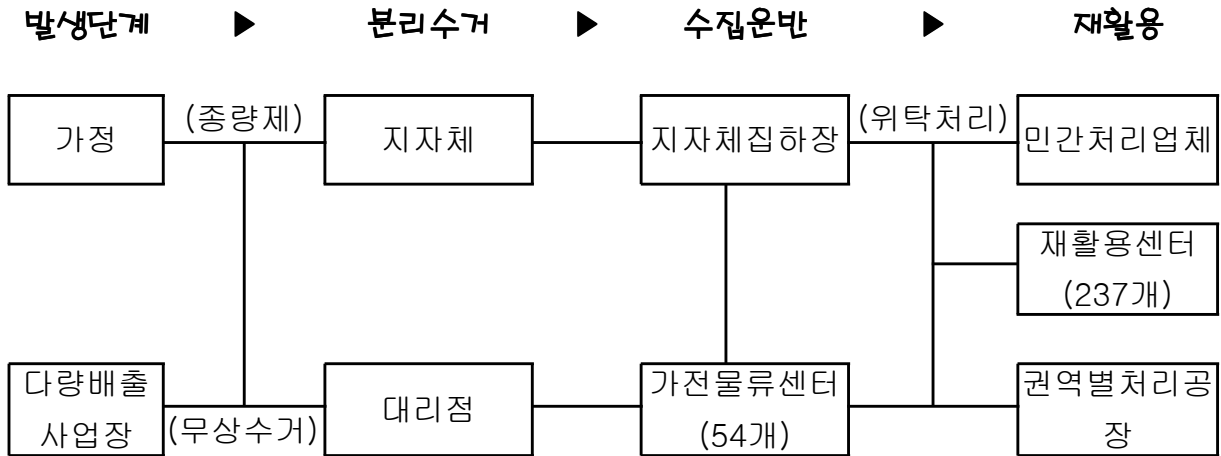 발생단계 ▶ 분리수거 ▶ 수집운반 ▶ 재활용
가정 (종량제) 지자체 지자체집하장 (위탁처리) 민간처리업체
재활용센터
(237개)
다량배출
사업장
(무상수거)
대리점
가전물류센터
(54개)
권역별처리공
장